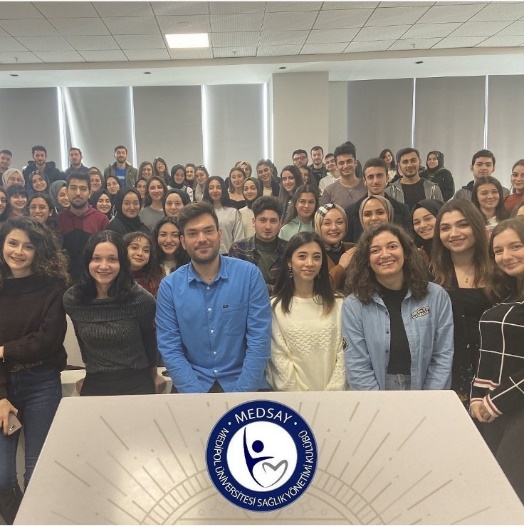 MEDSAY
MEDİPOL ÜNİVERSİTESİ SAĞLIK YÖNETİMİ KULÜBÜ